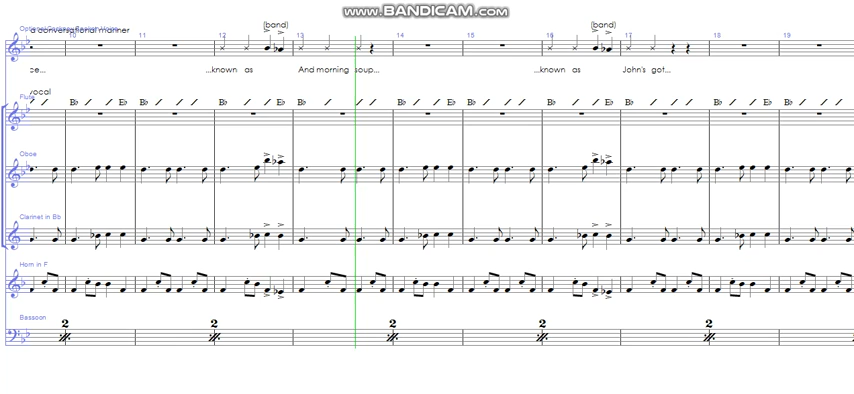 www.BANDICAM.com
(band) (band)
a conversational manner
10 11 12 13 14 15 16 17 18 19
ce... ...known as And morning soup... ...known as John's got...
vocal
Flute
B♭ E♭ B♭ B♭ E♭ B♭ B♭ E♭ B♭ B♭ E♭ B♭ B♭ E♭
Oboe
Clarinet in Bb
Horn in F
Bassoon
2 2 2 2 2